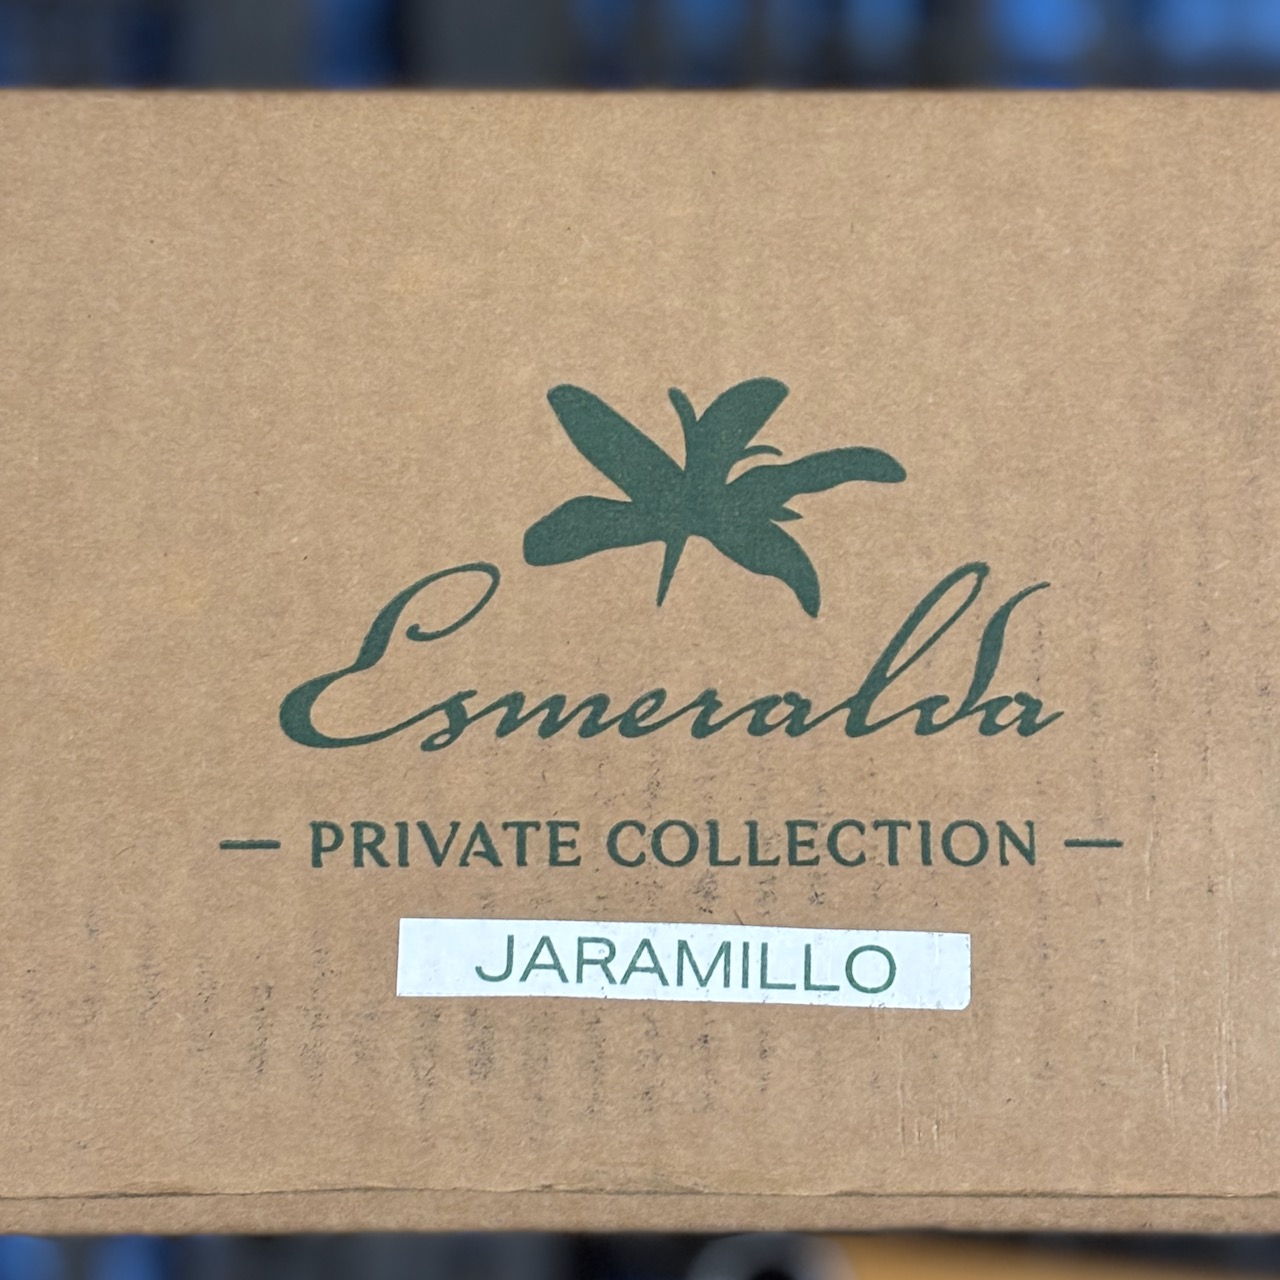 Esmeralda
— PRIVATE COLLECTION —
JARAMILLO